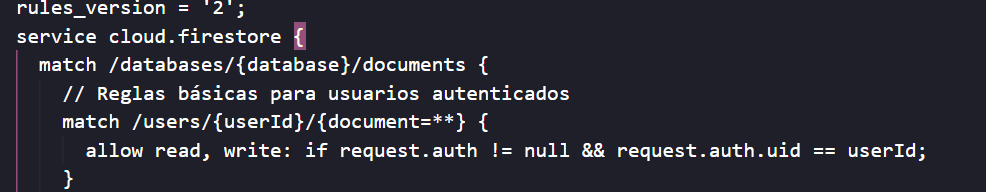 rules_version = '2';
service cloud.firestore {
match /databases/{database}/documents {
// Reglas básicas para usuarios autenticados
match /users/{userId}/{document=**} {
allow read, write: if request.auth != null && request.auth.uid == userId;
}